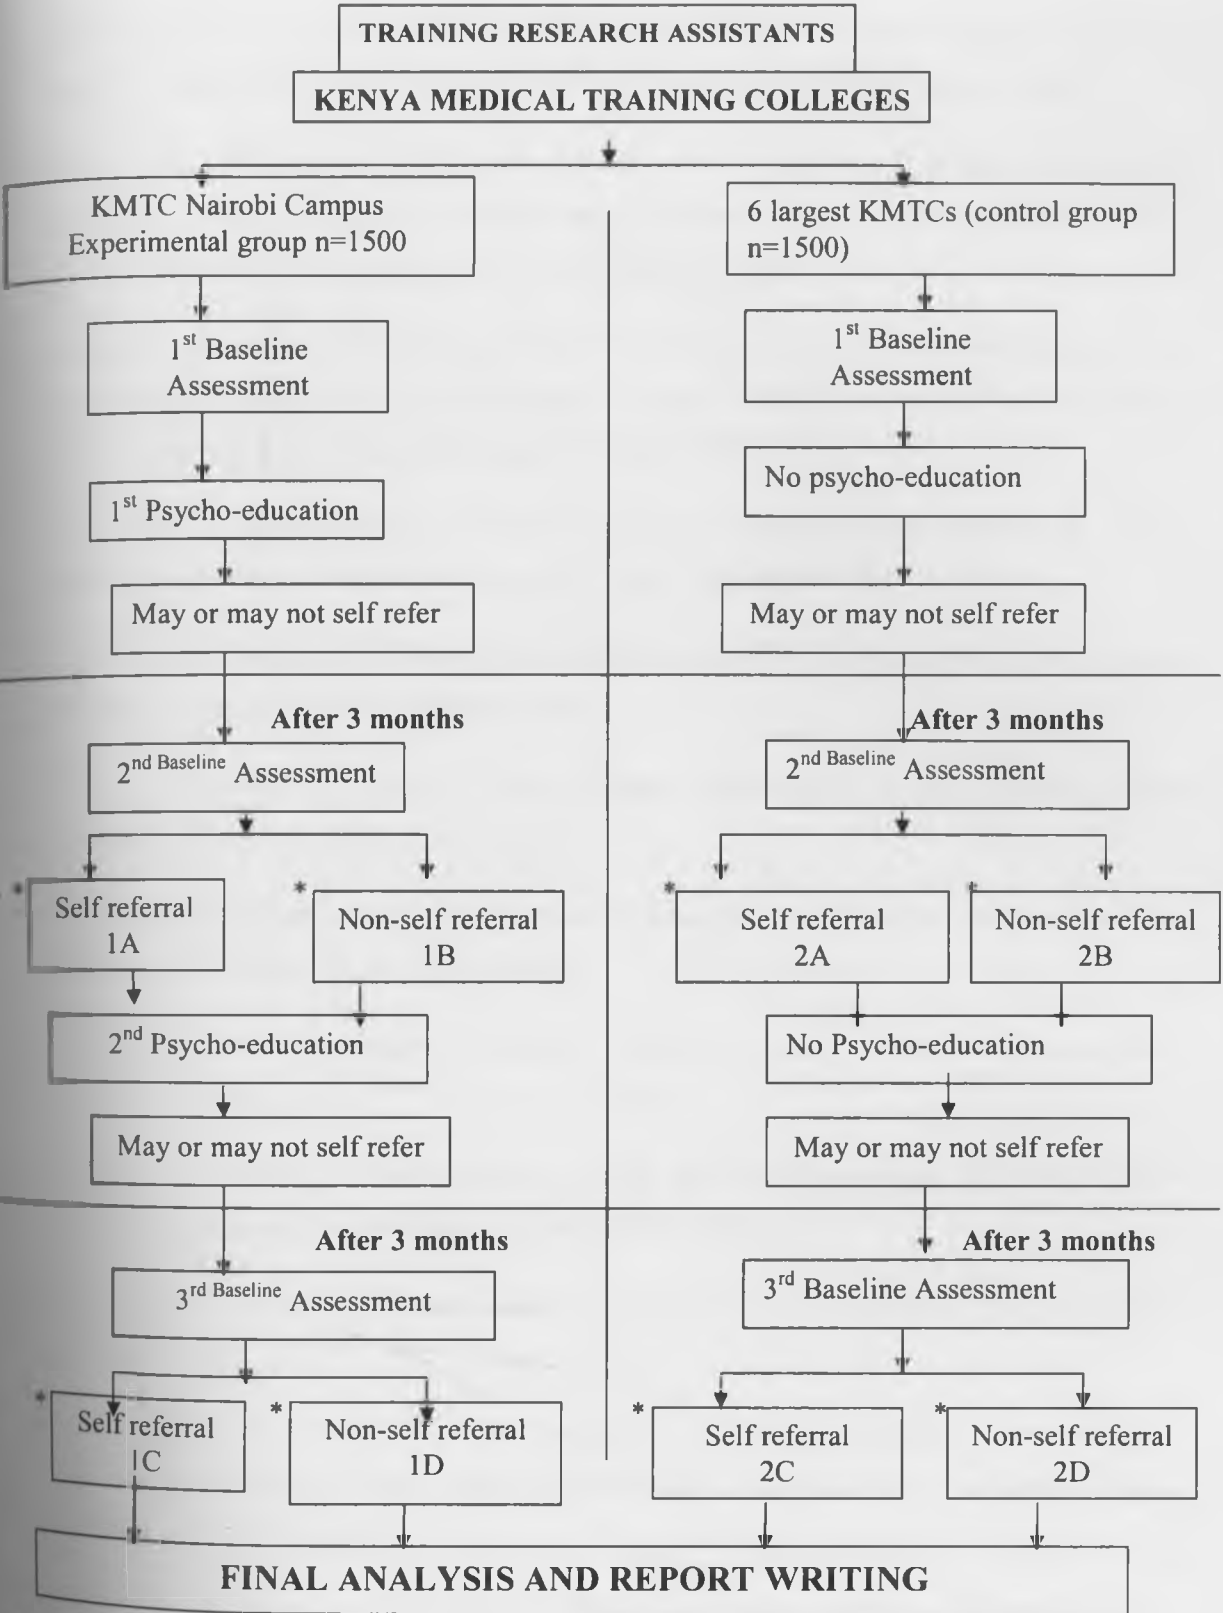 TRAINING RESEARCH ASSISTANTS
KENYA MEDICAL TRAINING COLLEGES
KMTC Nairobi Campus
Experimental group n=1500
6 largest KMTCs (control group
n=1500)
1st Baseline
Assessment
1st Baseline
Assessment
1st Psycho-education
No psycho-education
May or may not self refer
May or may not self refer
After 3 months
After 3 months
2nd Baseline Assessment
2nd Baseline Assessment
*
Self referral
1A
*
Non-self referral
1B
*
Self referral
2A
*
Non-self referral
2B
2nd Psycho-education
No Psycho-education
May or may not self refer
May or may not self refer
After 3 months
After 3 months
3rd Baseline Assessment
3rd Baseline Assessment
*
Self referral
1C
*
Non-self referral
1D
*
Self referral
2C
*
Non-self referral
2D
FINAL ANALYSIS AND REPORT WRITING